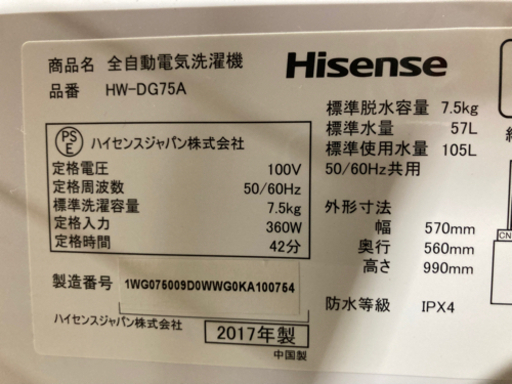 商品名 全自動電気洗濯機
Hisense
品番 HW-DG75A
PS
E
ハイセンスジャパン株式会社
定格電圧 100V
定格周波数 50/60Hz
標準洗濯容量 7.5kg
定格入力 360W
定格時間 42分
製造番号 1WG075009D0WWG0KA100754
ハイセンスジャパン株式会社
2017年製
中国製
標準脱水容量 7.5kg
標準水量 57L
標準使用水量 105L
50/60Hz共用
外形寸法
幅 570mm
奥行 560mm
高さ 990mm
防水等級 IPX4
CN